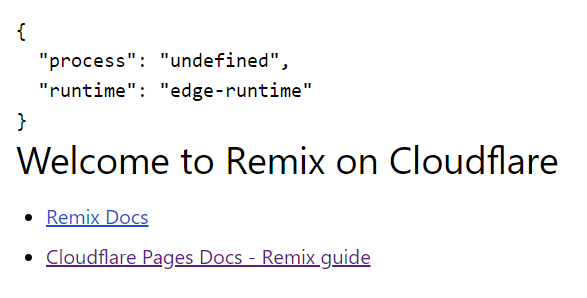 {
  "process": "undefined",
  "runtime": "edge-runtime"
}
Welcome to Remix on Cloudflare
• Remix Docs
• Cloudflare Pages Docs - Remix guide